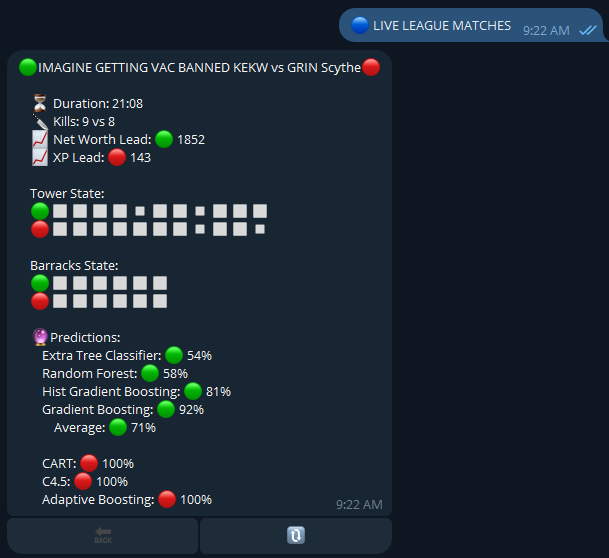 LIVE LEAGUE MATCHES
9:22 AM
IMAGINE GETTING VAC BANNED KEKW vs GRIN Scythe
Duration: 21:08
Kills: 9 vs 8
Net Worth Lead: 1852
XP Lead: 143
Tower State:
Barracks State:
Predictions:
Extra Tree Classifier: 54%
Random Forest: 58%
Hist Gradient Boosting: 81%
Gradient Boosting: 92%
Average: 71%
CART: 100%
C4.5: 100%
Adaptive Boosting: 100%
9:22 AM
BACK